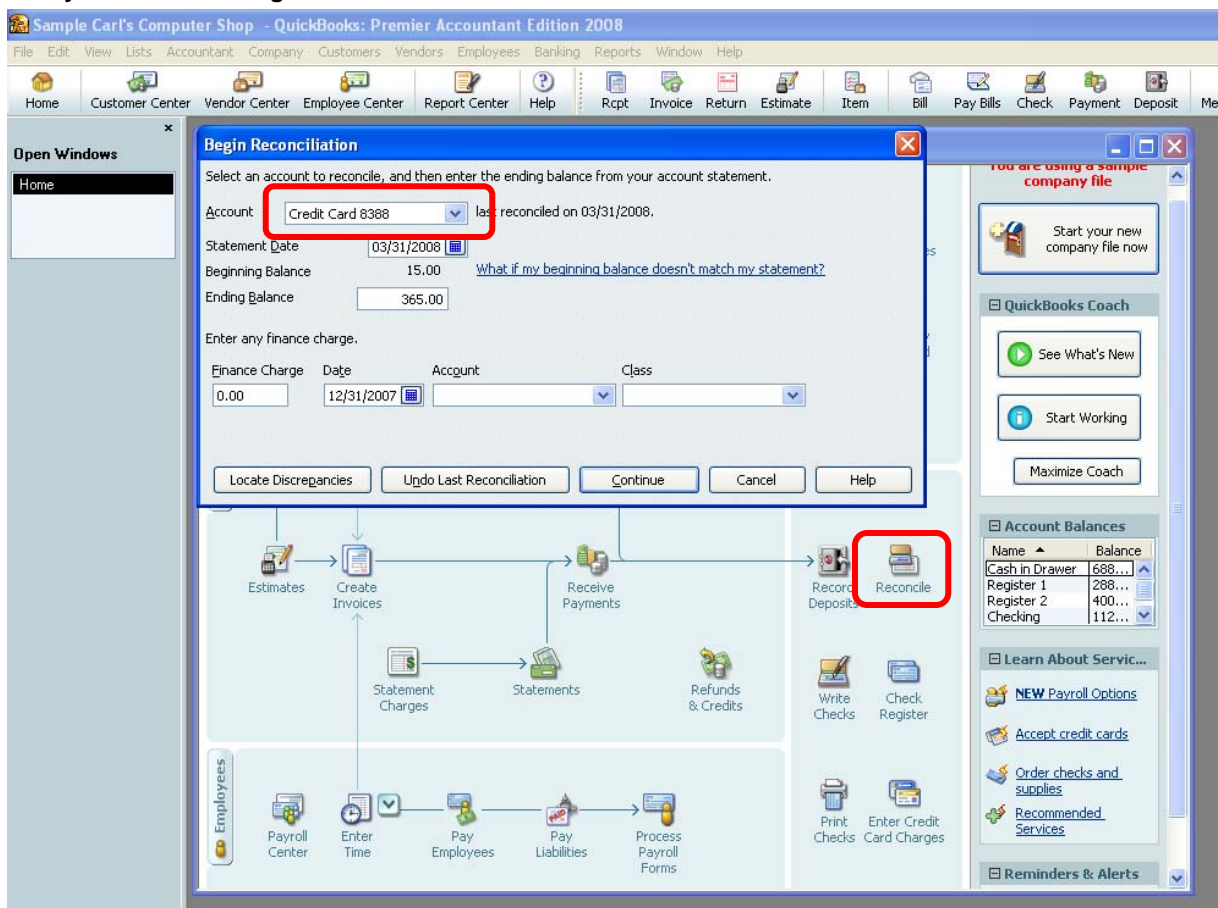 Sample Carl's Computer Shop - QuickBooks: Premier Accountant Edition 2008
File Edit View Lists Accountant Company Customers Vendors Employees Banking Reports Window Help
Home Customer Center Vendor Center Employee Center Report Center Help Rcpt Invoice Return Estimate Item Bill Pay Bills Check Payment Deposit Me
Open Windows
Home
Begin Reconciliation
Select an account to reconcile, and then enter the ending balance from your account statement.
Account Credit Card 8388 last reconciled on 03/31/2008.
Statement Date 03/31/2008
Beginning Balance 15.00 What if my beginning balance doesn't match my statement?
Ending Balance 365.00
Enter any finance charge.
Finance Charge Date Account Class
0.00 12/31/2007
Locate Discrepancies Undo Last Reconciliation Continue Cancel Help
You are using a sample
company file
Start your new
company file now
QuickBooks Coach
See What's New
Start Working
Maximize Coach
Account Balances
Name Balance
Cash in Drawer 688...
Register 1 288...
Register 2 400...
Checking 112...
Learn About Servic...
NEW Payroll Options
Accept credit cards
Order checks and
supplies
Recommended
Services
Reminders & Alerts
Estimates
Create
Invoices
Receive
Payments
Record
Deposits
Reconcile
Statement
Charges
Statements
Refunds
& Credits
Write
Checks
Check
Register
Employees
Payroll
Center
Enter
Time
Pay
Employees
Pay
Liabilities
Process
Payroll
Forms
Print
Checks
Enter Credit
Card Charges